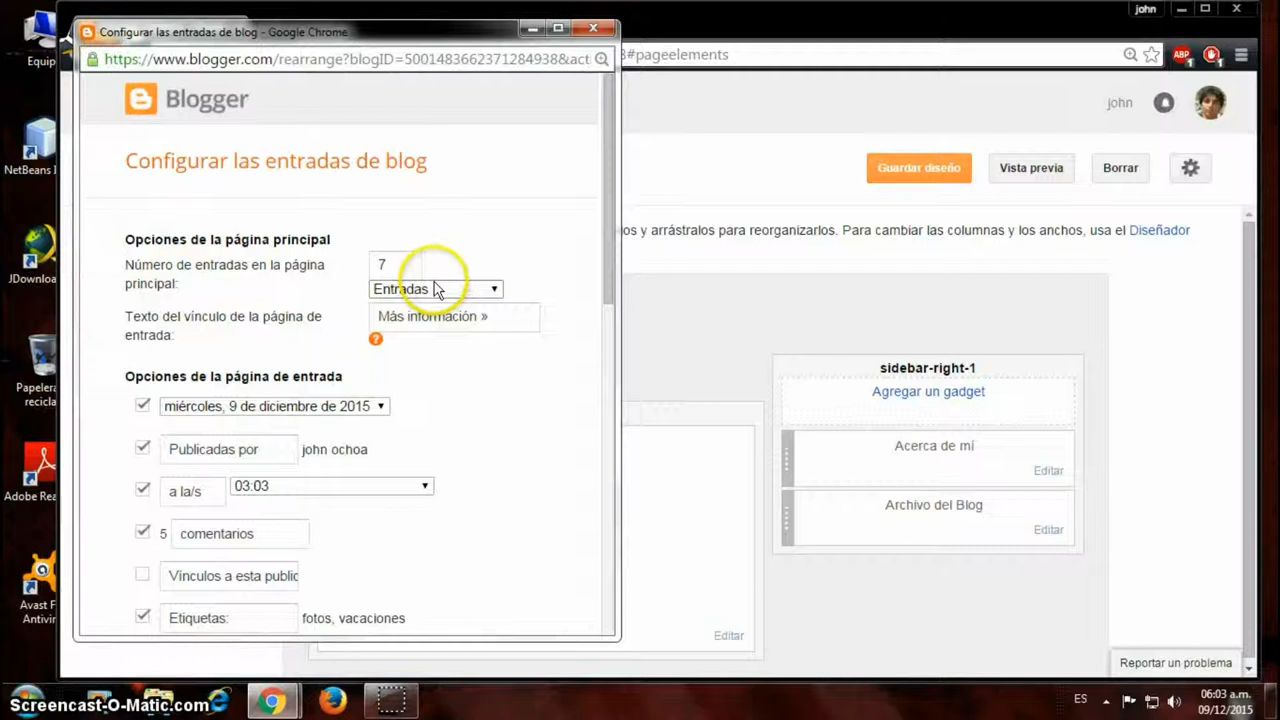 john
Equip
Configurar las entradas de blog - Google Chrome
https://www.blogger.com/rearrange?blogID=5001483662371284938&act
3#pageelements
ABP
1
1
Blogger
john
NetBeans I
Configurar las entradas de blog
Guardar diseño
Vista previa
Borrar
os y arrástralos para reorganizarlos. Para cambiar las columnas y los anchos, usa el Diseñador
Opciones de la página principal
Número de entradas en la página principal:
7
Entradas
JDownloa
Texto del vínculo de la página de entrada:
Más información »
?
Opciones de la página de entrada
sidebar-right-1
Agregar un gadget
Papelera
recicla
miércoles, 9 de diciembre de 2015
Publicadas por
john ochoa
Acerca de mí
Editar
Adobe Rea
a la/s
03:03
Archivo del Blog
Editar
5
comentarios
Vínculos a esta public
Avast F
Antivir
Etiquetas:
fotos, vacaciones
Editar
Reportar un problema
Screencast-O-Matic.com
ES
06:03 a.m.
09/12/2015